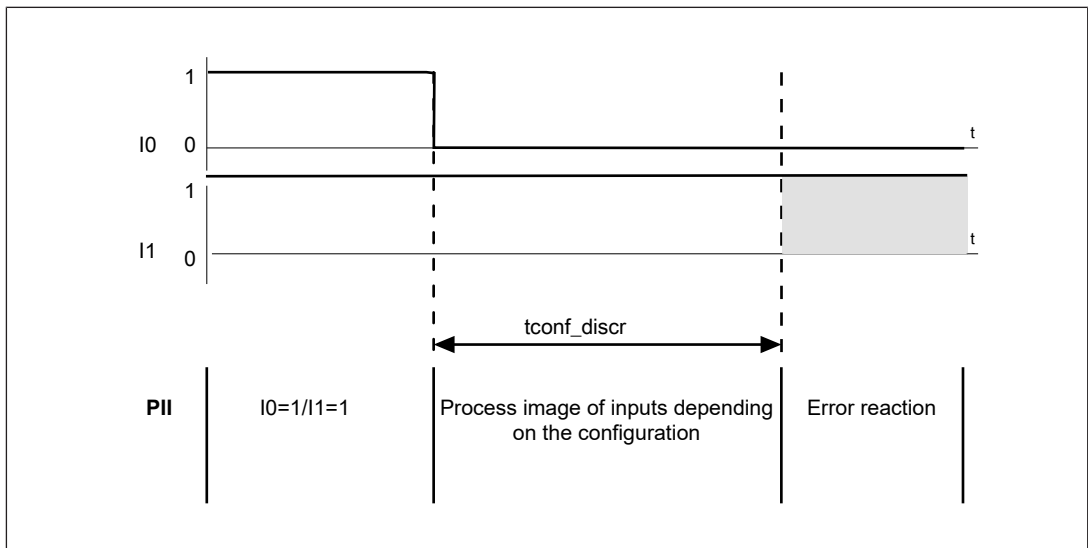 1
I0 0
t
1
I1 0
t
tconf_discr
PII I0=1/I1=1 Process image of inputs depending Error reaction
on the configuration